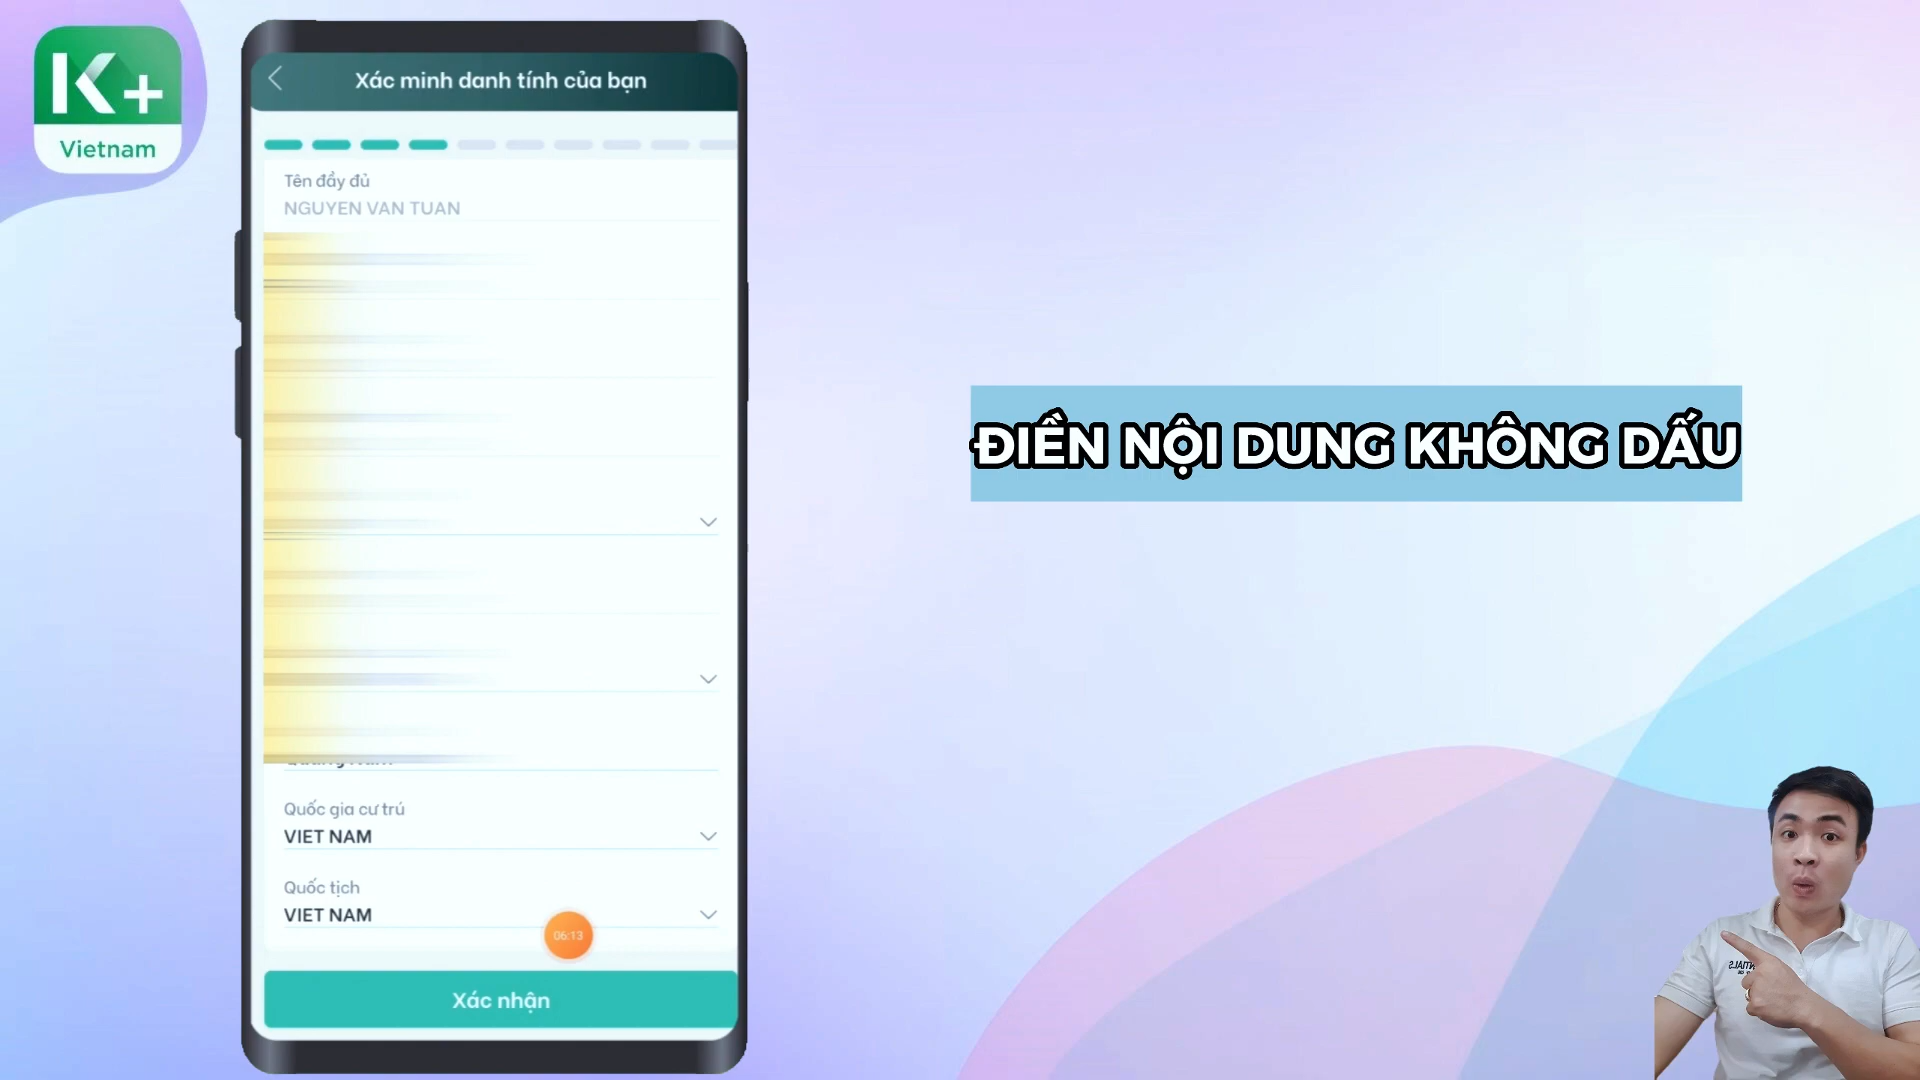 K+
Vietnam
Xác minh danh tính của bạn
Tên đầy đủ
NGUYEN VAN TUAN
Quốc gia cư trú
VIET NAM
Quốc tịch
VIET NAM
06:13
Xác nhận
ĐIỀN NỘI DUNG KHÔNG DẤU